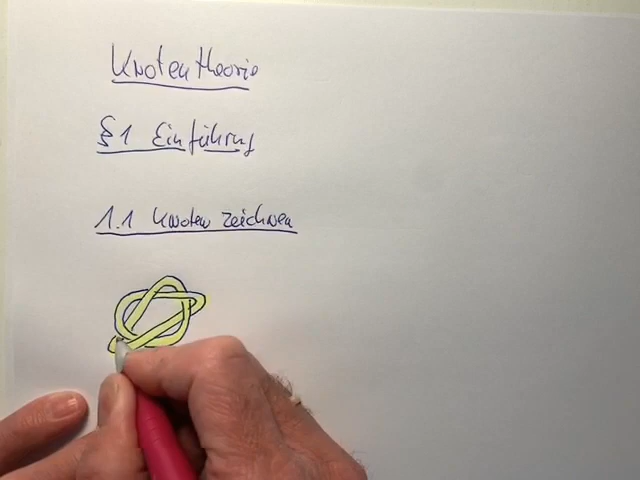 Knotentheorie
§1 Einführung
1.1 Knoten zeichnen